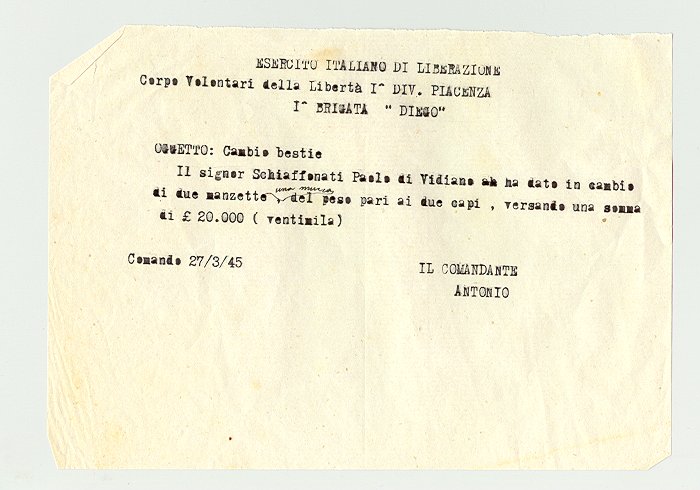 ESERCITO ITALIANO DI LIBERAZIONE
Corpo Volontari della Libertà I^ DIV. PIACENZA
I^ BRIGATA " DIEGO"
OGGETTO: Cambio bestie
Il signor Schiaffonati Paolo di Vidiano ah ha dato in cambio
di due manzette, una mucca del peso pari ai due capi , versando una somma
di £ 20.000 ( ventimila)
Comando 27/3/45
IL COMANDANTE
ANTONIO